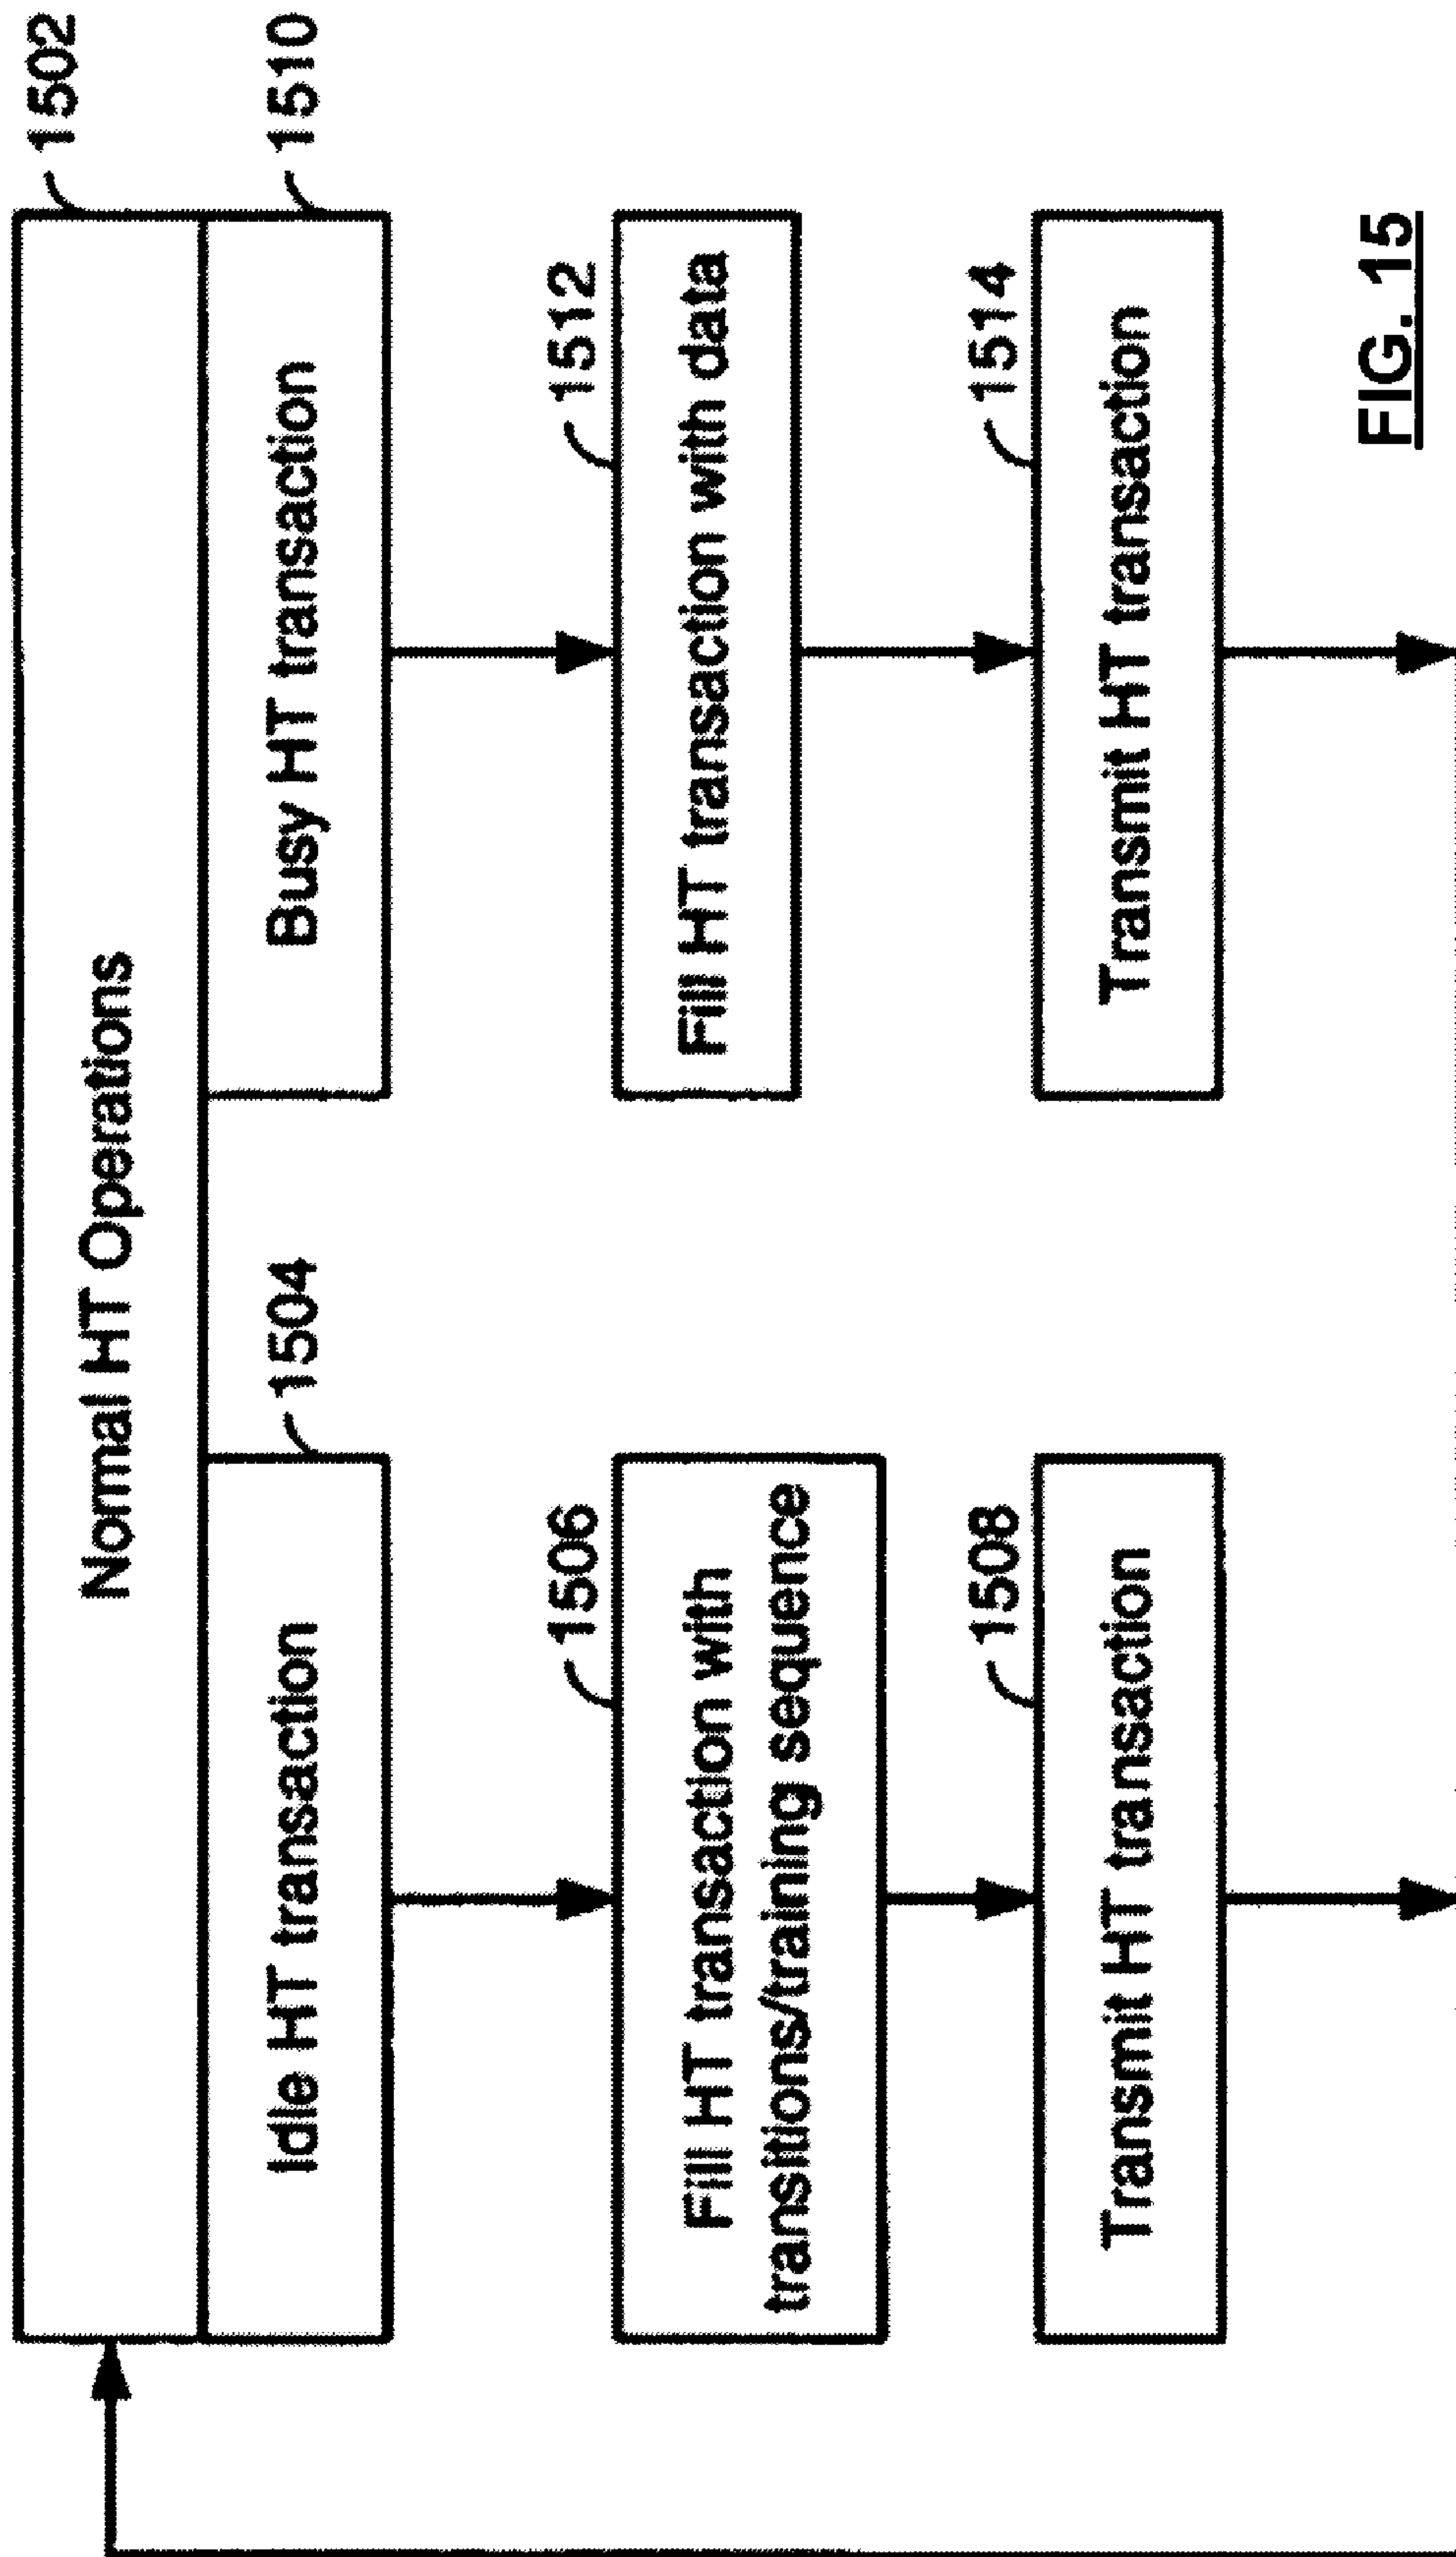 1502
Normal HT Operations
1504
1510
Idle HT transaction
Busy HT transaction
1506
1512
Fill HT transaction with
transitions/training sequence
Fill HT transaction with data
1508
1514
Transmit HT transaction
Transmit HT transaction
FIG. 15